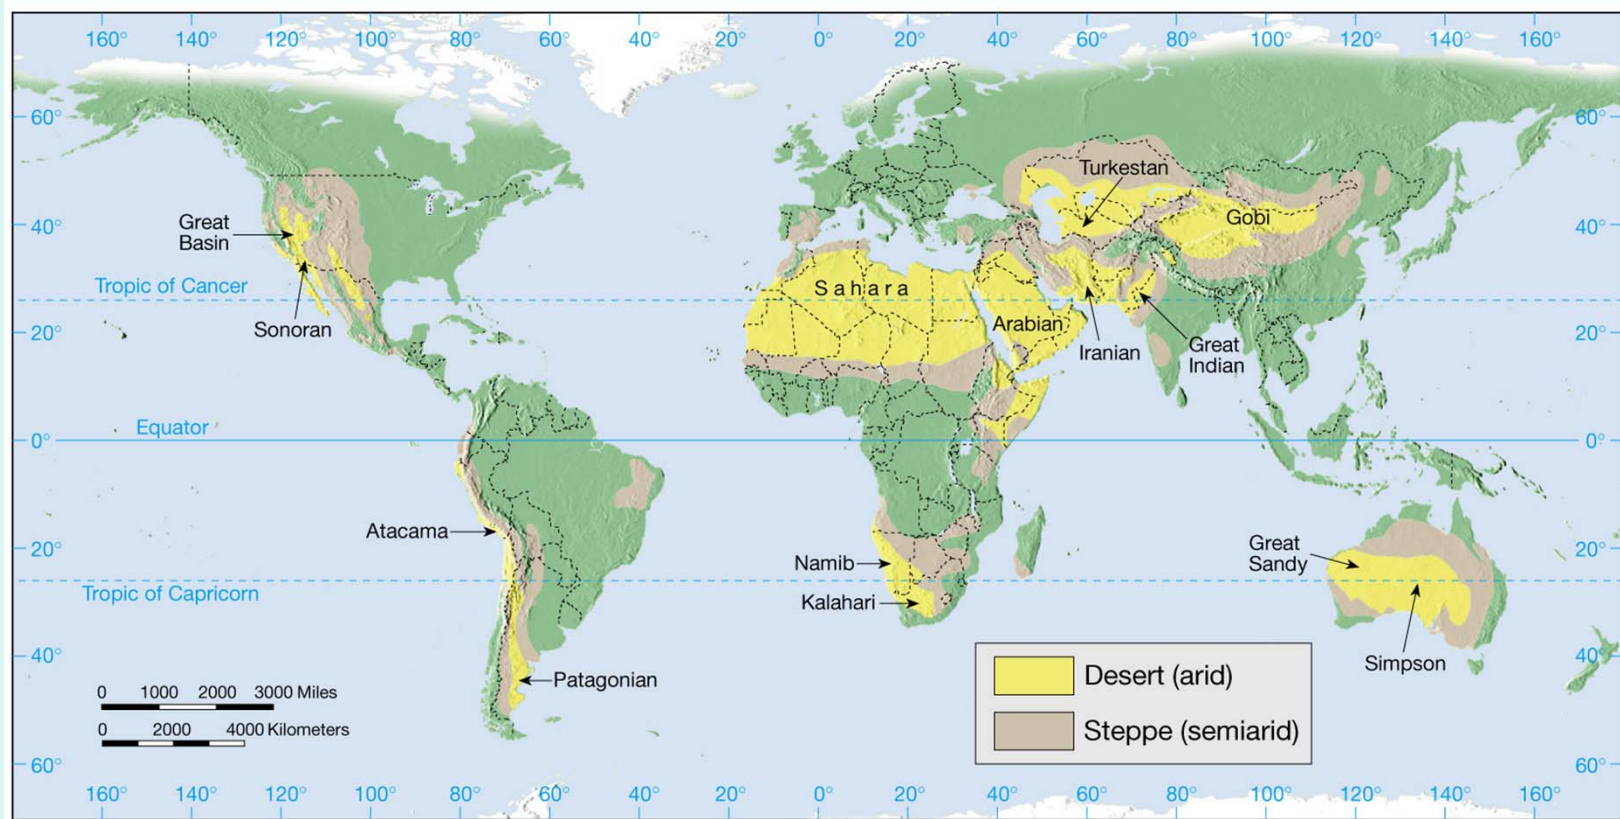 160° 140° 120° 100° 80° 60° 40° 20° 0° 20° 40° 60° 80° 100° 120° 140° 160°
60° 60°
Turkestan
Great
Basin
Gobi
40° 40°
Tropic of Cancer
Sahara
Sonoran
Arabian
20° 20°
Iranian
Great
Indian
Equator
0° 0°
Atacama
Great
Sandy
20° 20°
Namib
Tropic of Capricorn
Kalahari
40° 40°
Simpson
Patagonian
Desert (arid)
Steppe (semiarid)
0 1000 2000 3000 Miles
0 2000 4000 Kilometers
60° 60°
160° 140° 120° 100° 80° 60° 40° 20° 0° 20° 40° 60° 80° 100° 120° 140° 160°